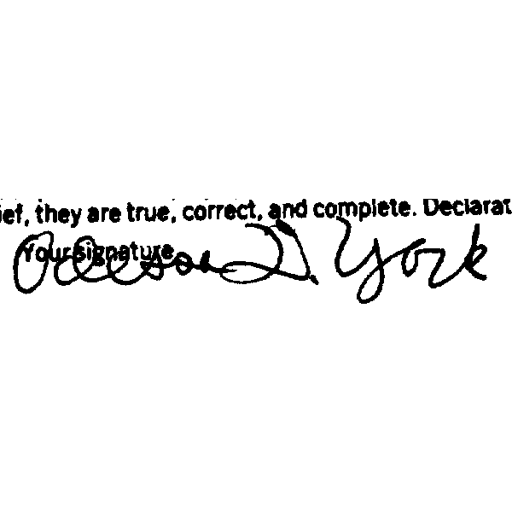 ief, they are true, correct, and complete. Declarat
Your signature
D. York